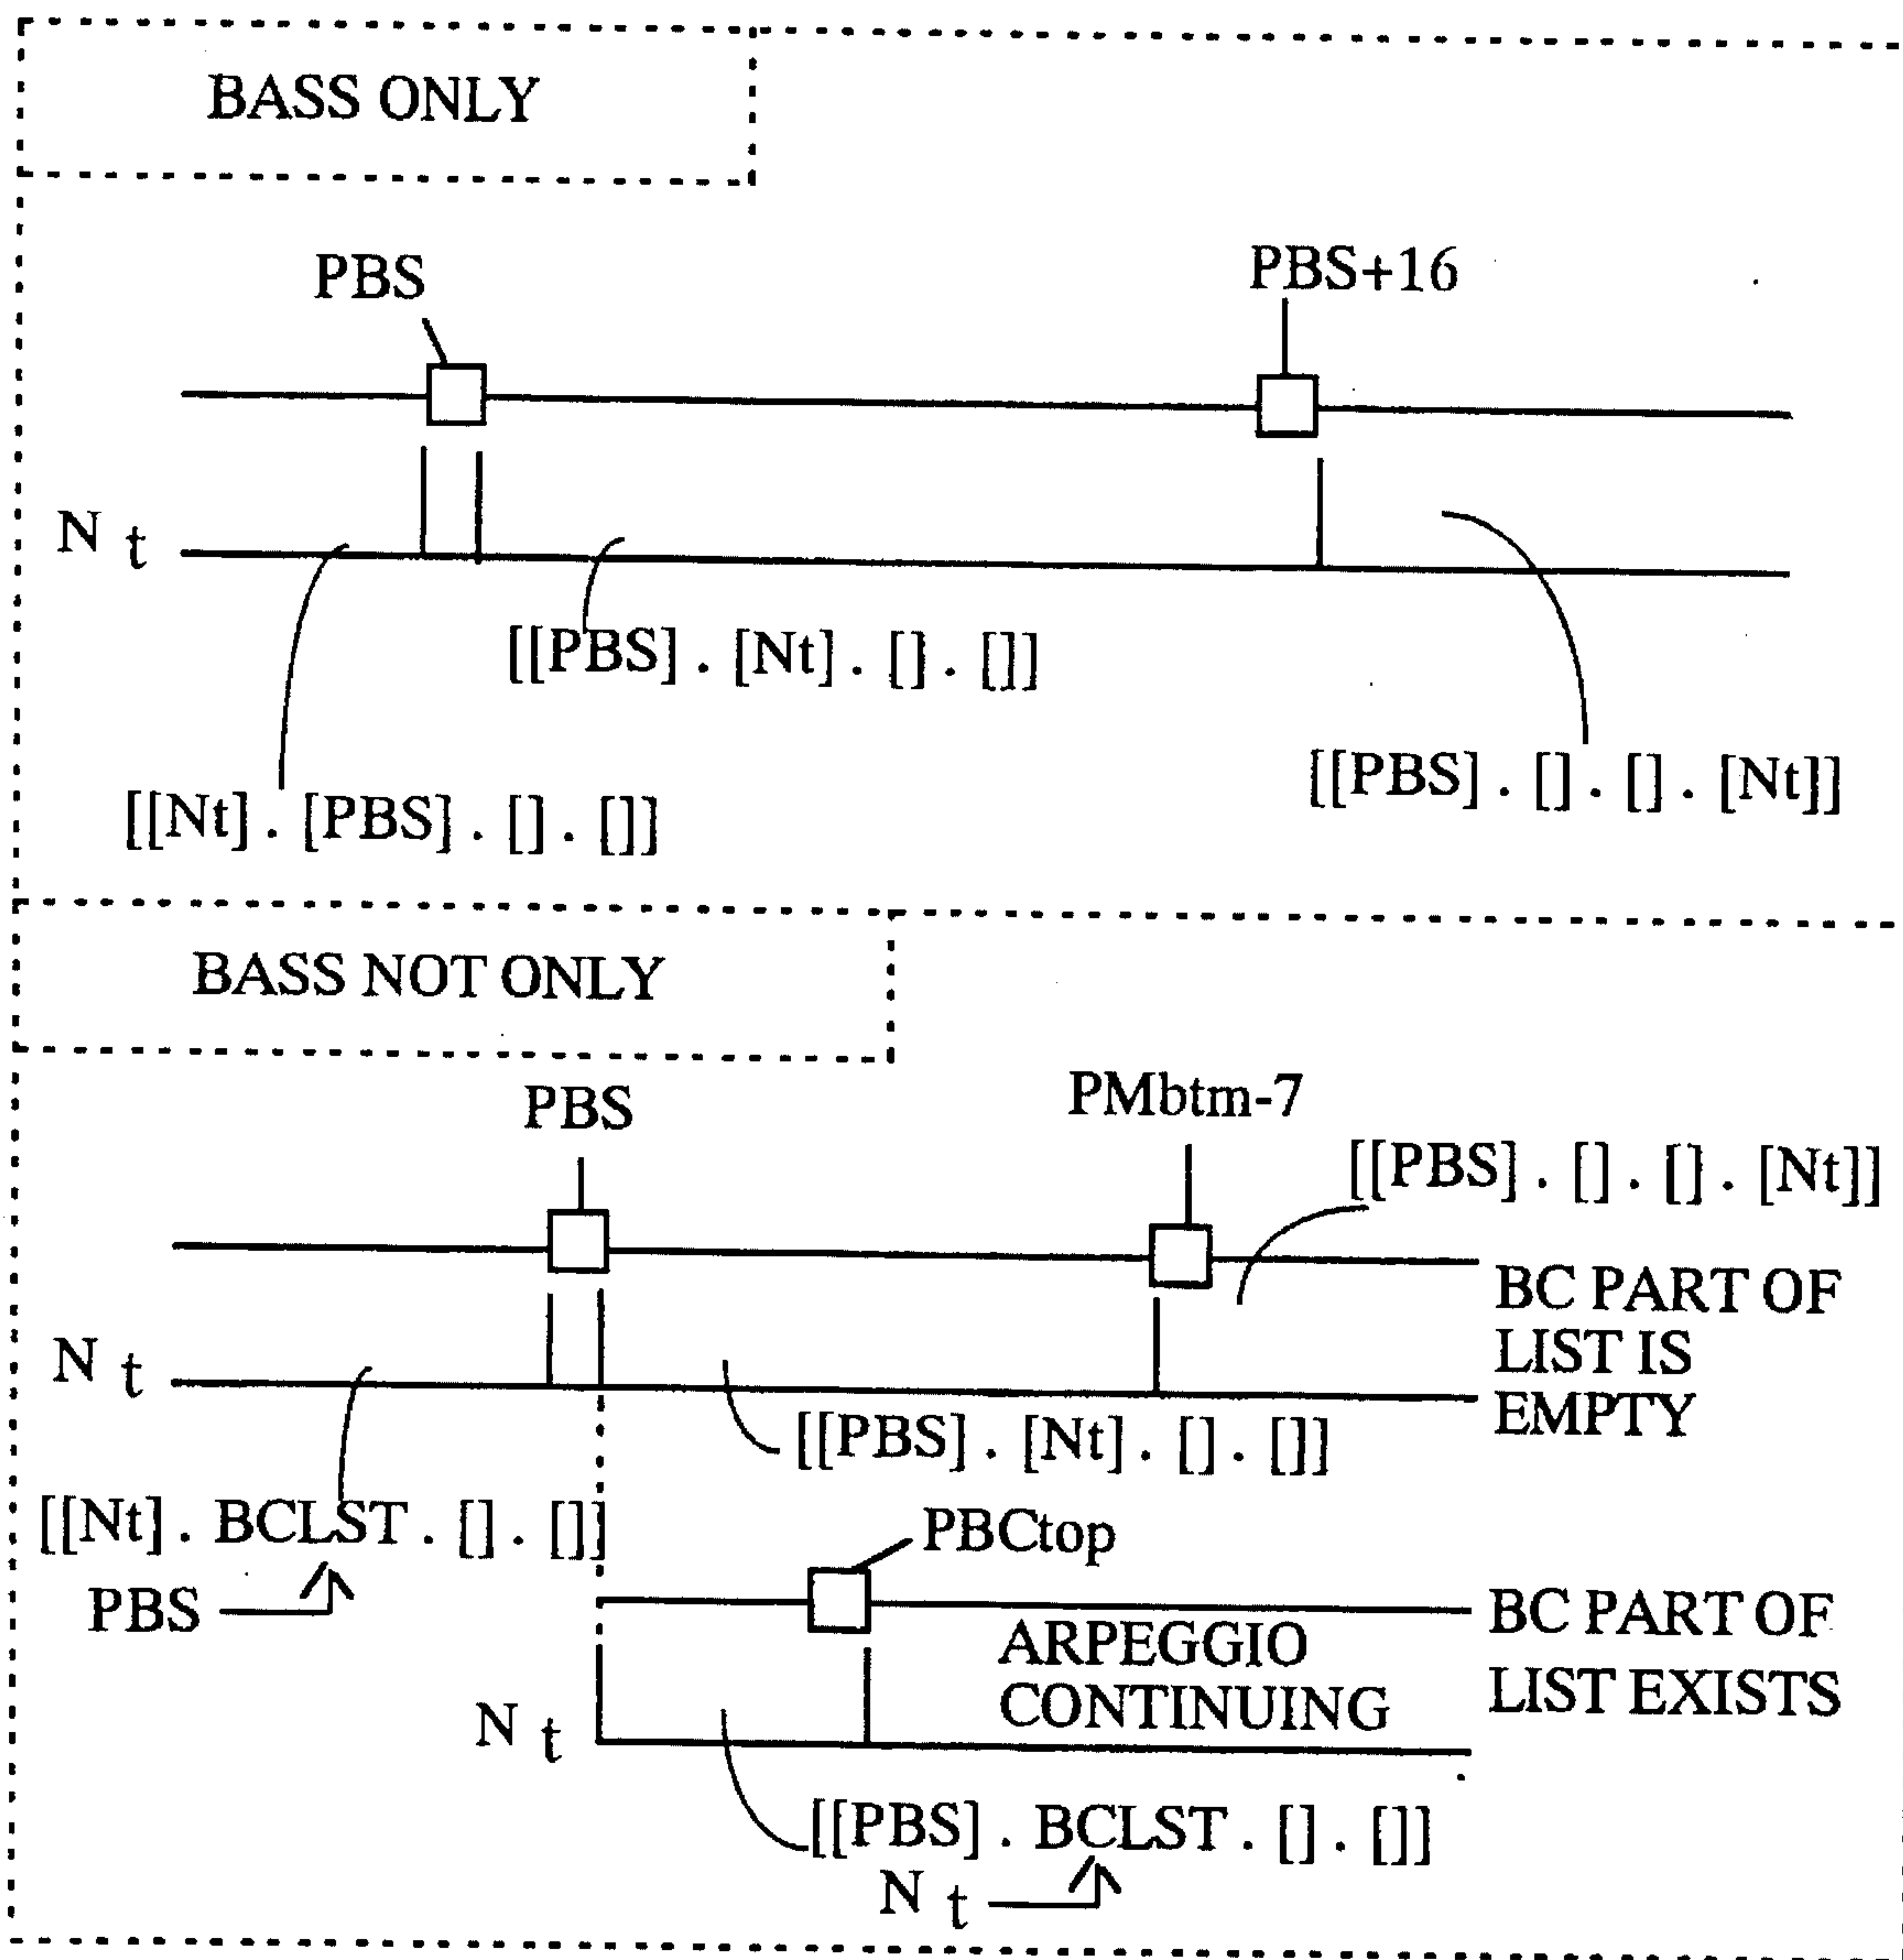 BASS ONLY
PBS
PBS+16
N t
[[PBS] . [Nt] . [] . []]
[[PBS] . [] . [] . [Nt]]
[[Nt] . [PBS] . [] . []]
BASS NOT ONLY
PBS
PMbtm-7
[[PBS] . [] . [] . [Nt]]
BC PART OF
LIST IS
EMPTY
N t
[[PBS] . [Nt] . [] . []]
[[Nt] . BCLST . [] . []]
PBS
PBCtop
ARPEGGIO
CONTINUING
BC PART OF
LIST EXISTS
N t
[[PBS] . BCLST . [] . []]
N t